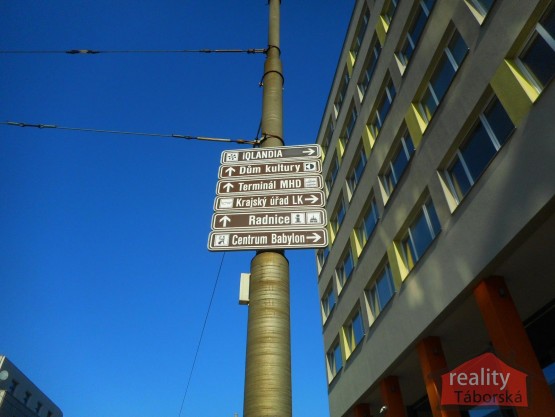 IQLANDIA
Dům kultury
Terminál MHD
Krajský úřad LK
Radnice
Centrum Babylon
reality
Táborská